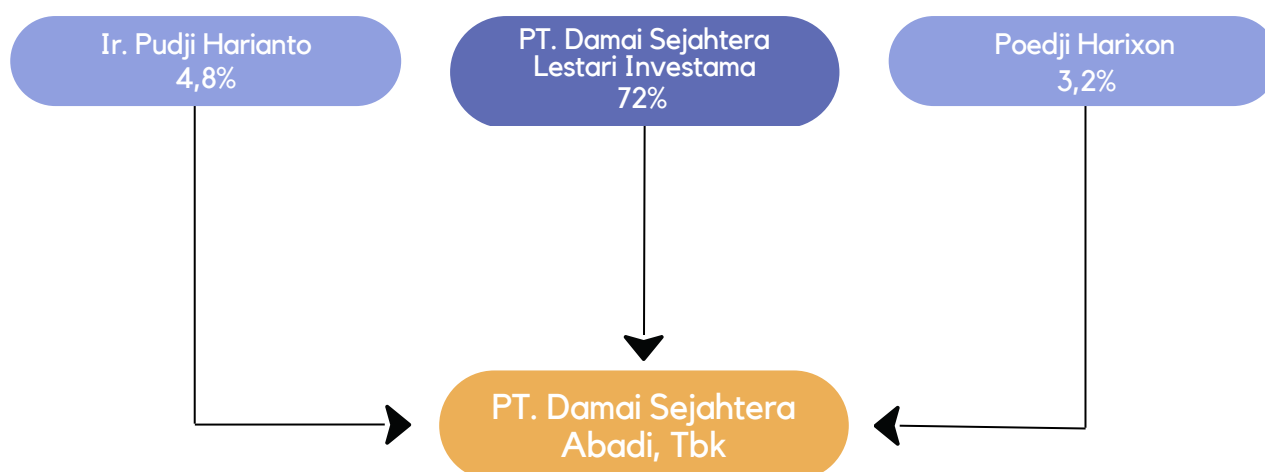 Ir. Pudji Harianto
4,8%
PT. Damai Sejahtera
Lestari Investama
72%
Poedji Harixon
3,2%
PT. Damai Sejahtera
Abadi, Tbk